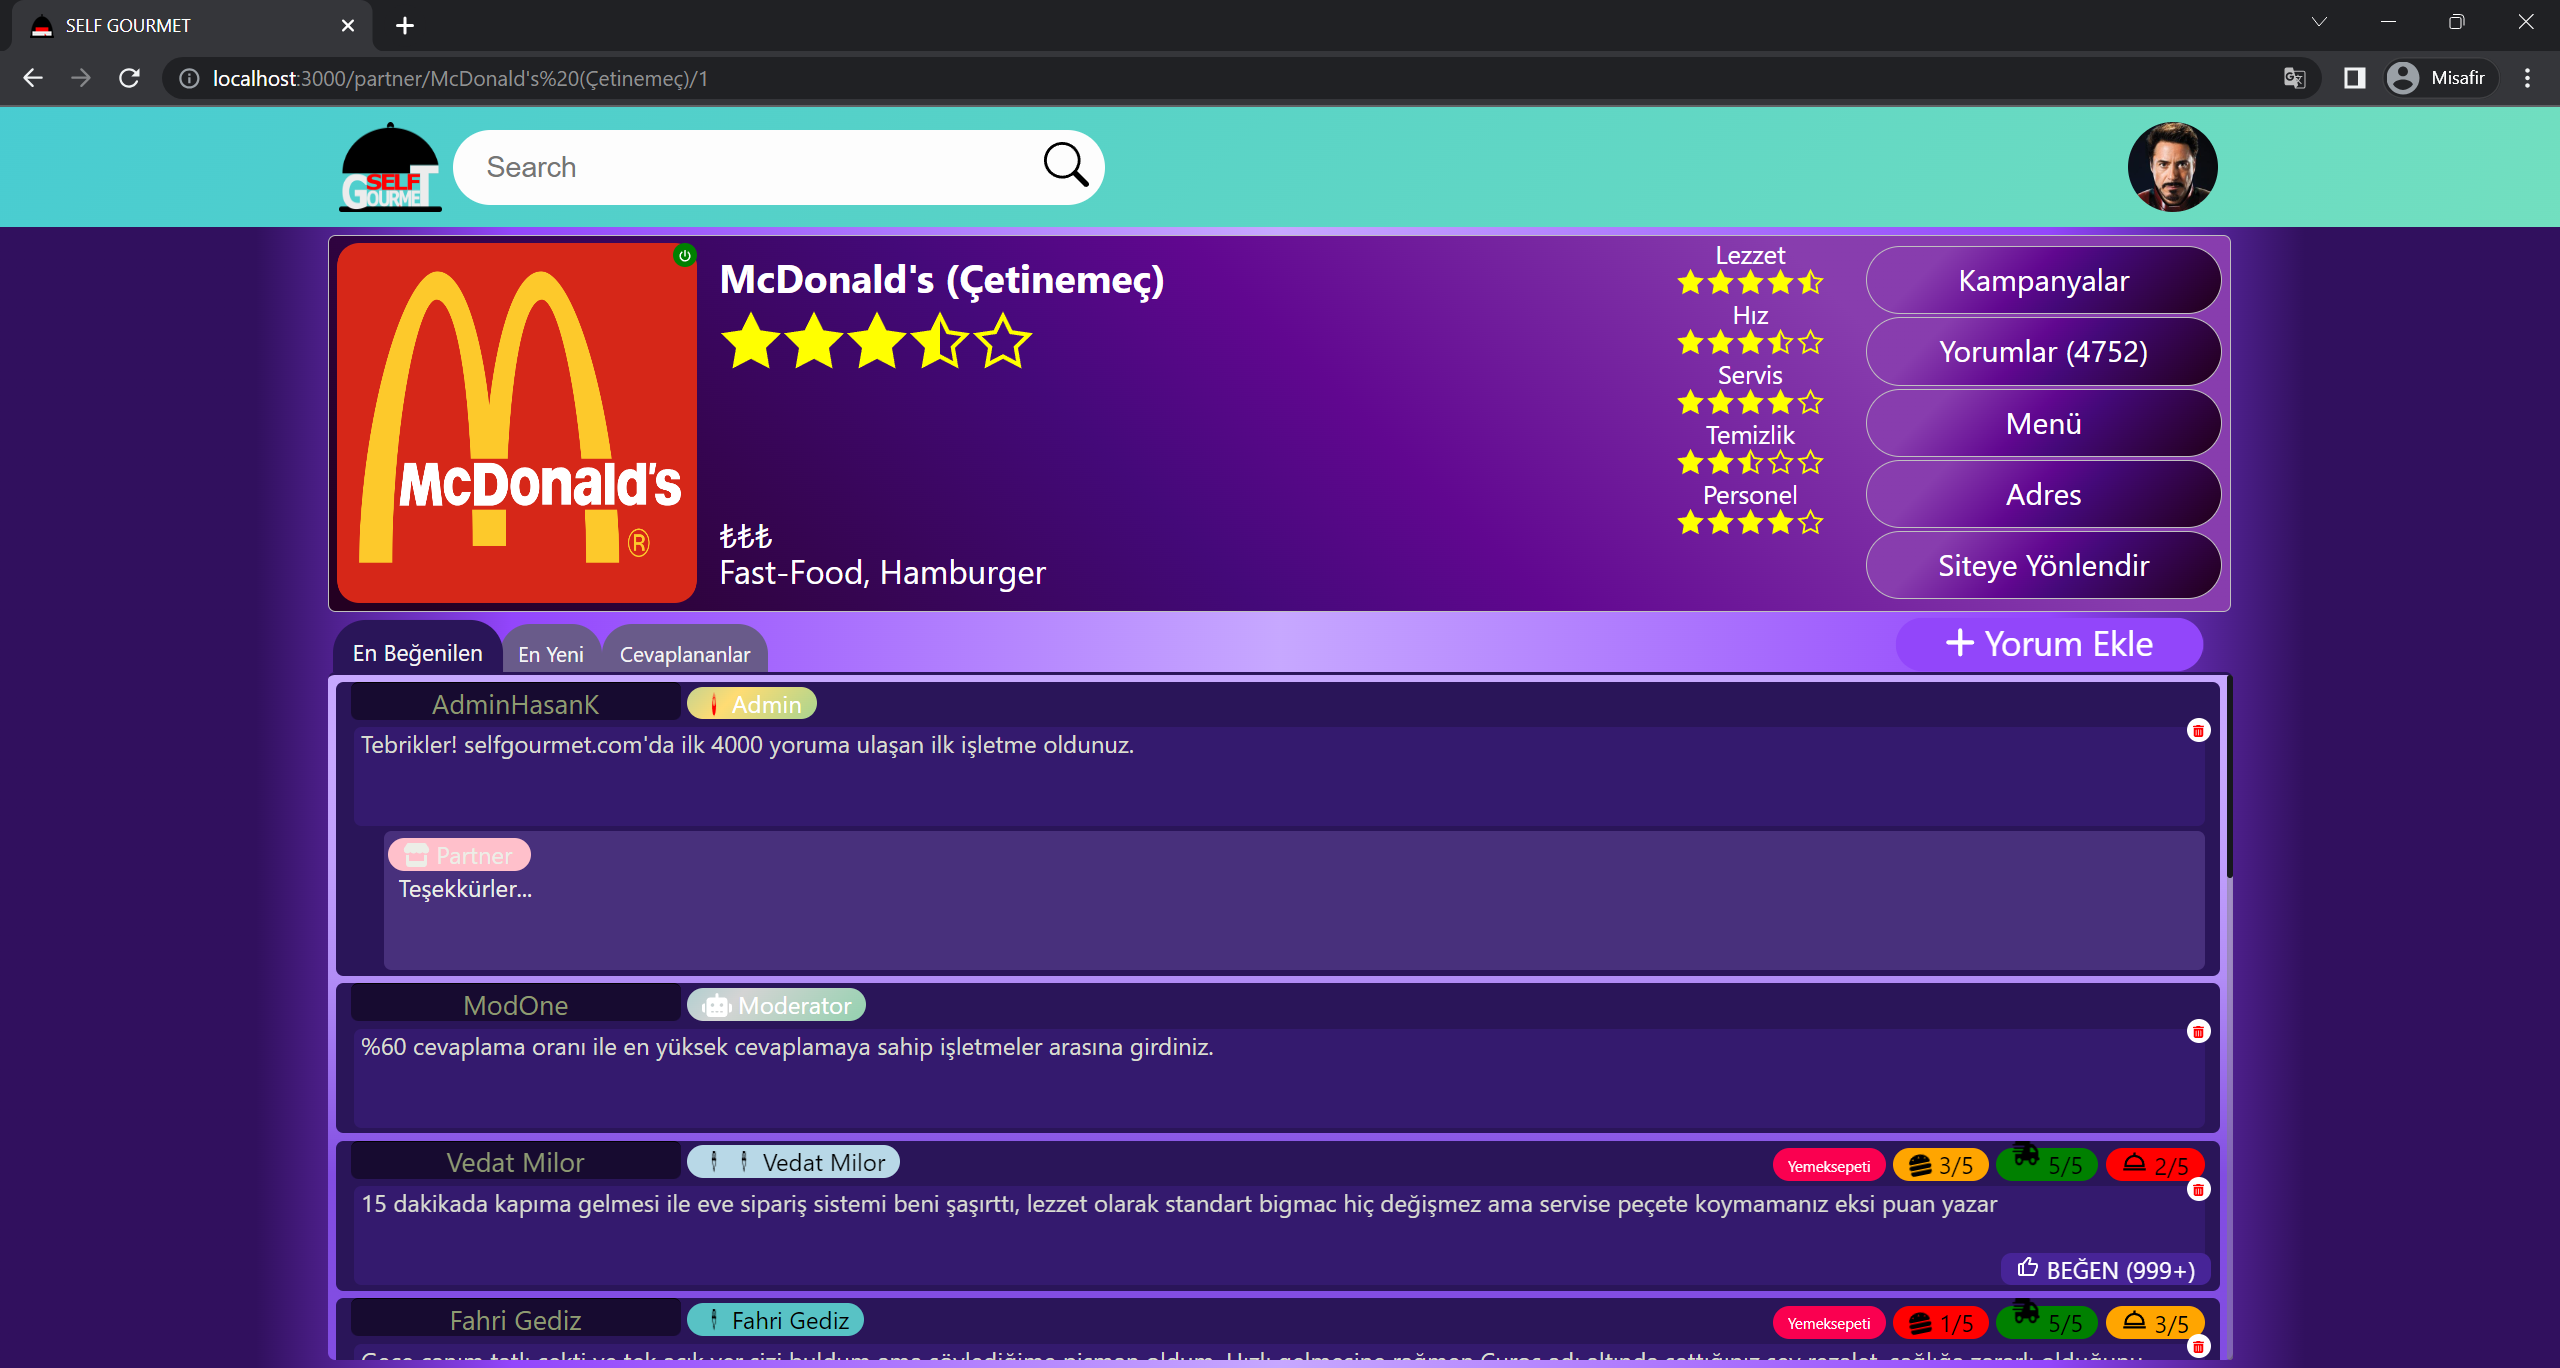 SELF GOURMET
localhost:3000/partner/McDonald's%20(Çetinemeç)/1
Misafir
SELF
GOURMET
Search
McDonald's
®
McDonald's (Çetinemeç)
₺₺₺
Fast-Food, Hamburger
Lezzet
Hız
Servis
Temizlik
Personel
Kampanyalar
Yorumlar (4752)
Menü
Adres
Siteye Yönlendir
En Beğenilen
En Yeni
Cevaplananlar
+ Yorum Ekle
AdminHasanK
Admin
Tebrikler! selfgourmet.com'da ilk 4000 yoruma ulaşan ilk işletme oldunuz.
Partner
Teşekkürler...
ModOne
Moderator
%60 cevaplama oranı ile en yüksek cevaplamaya sahip işletmeler arasına girdiniz.
Vedat Milor
Vedat Milor
Yemeksepeti
3/5
5/5
2/5
15 dakikada kapıma gelmesi ile eve sipariş sistemi beni şaşırttı, lezzet olarak standart bigmac hiç değişmez ama servise peçete koymamanız eksi puan yazar
BEĞEN (999+)
Fahri Gediz
Fahri Gediz
Yemeksepeti
1/5
5/5
3/5